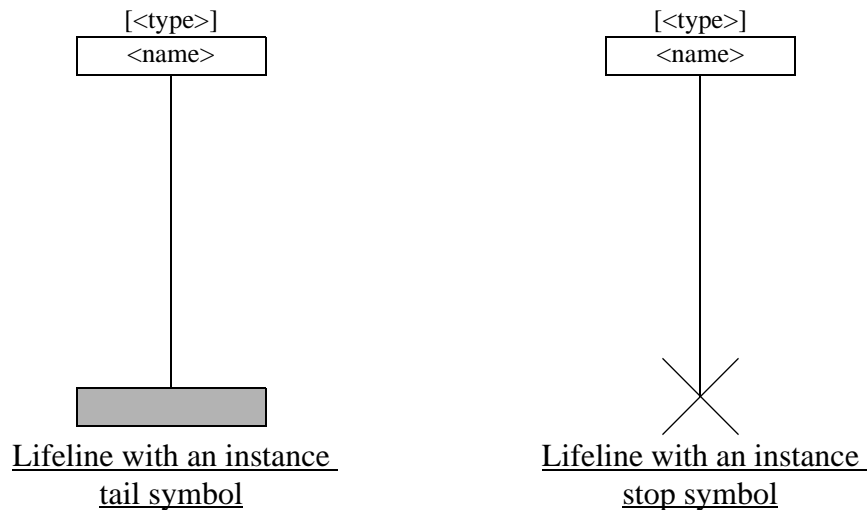 [<type>]
<name>
Lifeline with an instance
tail symbol
[<type>]
<name>
Lifeline with an instance
stop symbol